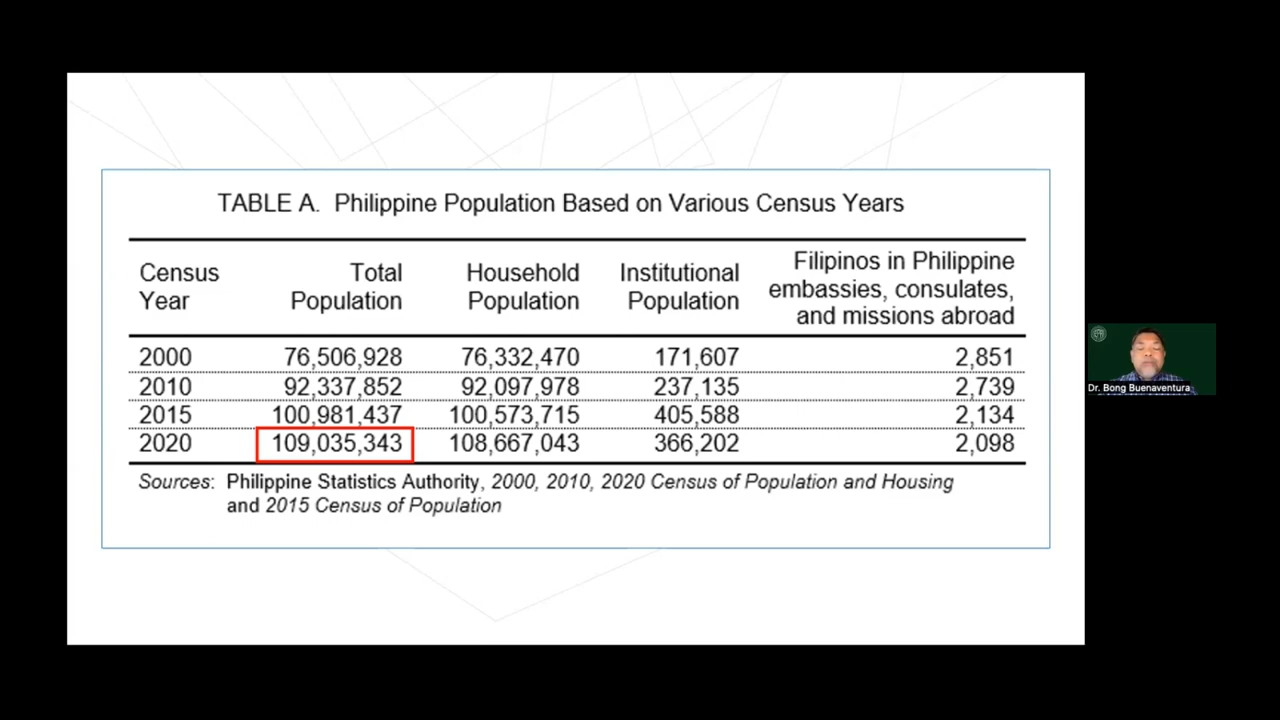 TABLE A. Philippine Population Based on Various Census Years
Census Year Total Population Household Population Institutional Population Filipinos in Philippine embassies, consulates, and missions abroad
2000 76,506,928 76,332,470 171,607 2,851
2010 92,337,852 92,097,978 237,135 2,739
2015 100,981,437 100,573,715 405,588 2,134
2020 109,035,343 108,667,043 366,202 2,098
Sources: Philippine Statistics Authority, 2000, 2010, 2020 Census of Population and Housing
and 2015 Census of Population
Dr. Bong Buenaventura